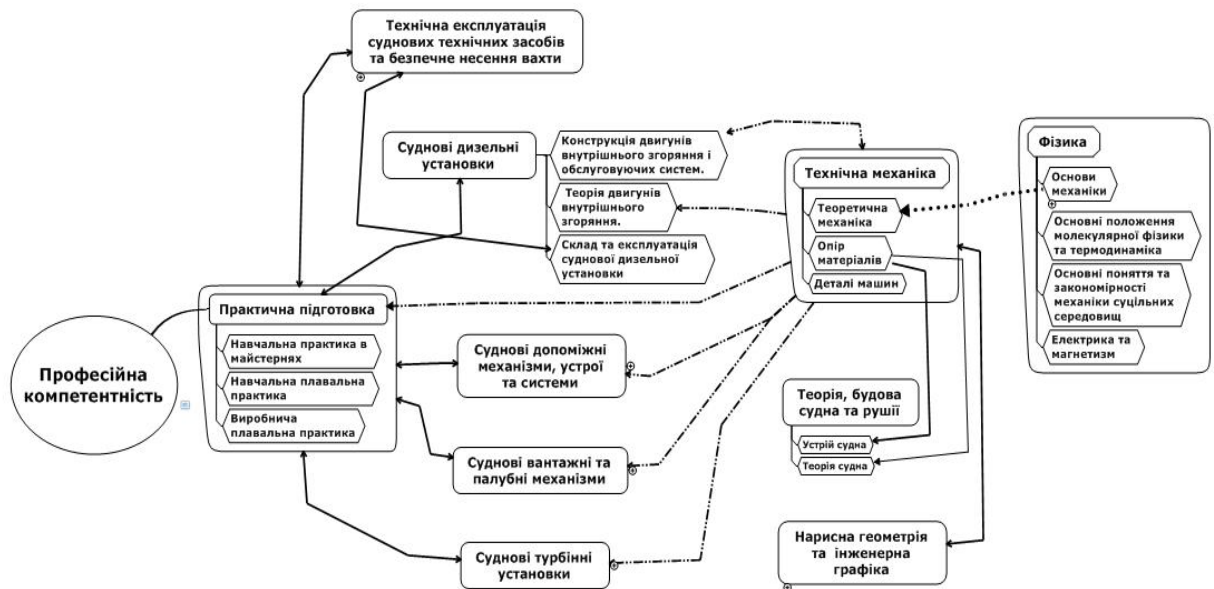 Технічна експлуатація
суднових технічних засобів
та безпечне несення вахти
Суднові дизельні
установки
Конструкція двигунів
внутрішнього згоряння і
обслуговуючих систем.
Теорія двигунів
внутрішнього
згоряння.
Склад та експлуатація
суднової дизельної
установки
Технічна механіка
Теоретична
механіка
Опір
матеріалів
Деталі машин
Фізика
Основи
механіки
Основні положення
молекулярної фізики
та термодинаміка
Основні поняття та
закономірності
механіки суцільних
середовищ
Електрика та
магнетизм
Професійна
компетентність
Практична підготовка
Навчальна практика в
майстернях
Навчальна плавальна
практика
Виробнича
плавальна практика
Суднові допоміжні
механізми, устрої
та системи
Суднові вантажні та
палубні механізми
Суднові турбінні
установки
Теорія, будова
судна та рушії
Устрій судна
Теорія судна
Нарисна геометрія
та інженерна
графіка